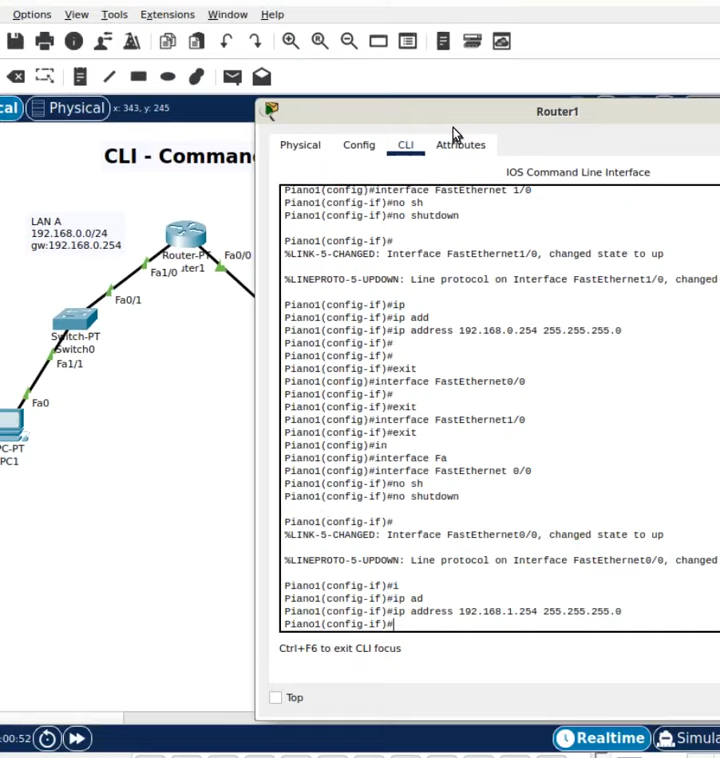 Options View Tools Extensions Window Help
Physical x: 343, y: 245
Router1
Physical Config CLI Attributes
CLI - Comman
IOS Command Line Interface
LAN A
192.168.0.0/24
gw:192.168.0.254
Router-PT
uter1
Fa0/0
Fa1/0
Fa0/1
Switch-PT
Switch0
Fa1/1
Fa0
PC-PT
PC1
Piano1(config)#interface FastEthernet 1/0
Piano1(config-if)#no sh
Piano1(config-if)#no shutdown
Piano1(config-if)#
%LINK-5-CHANGED: Interface FastEthernet1/0, changed state to up
%LINEPROTO-5-UPDOWN: Line protocol on Interface FastEthernet1/0, changed
Piano1(config-if)#ip
Piano1(config-if)#ip add
Piano1(config-if)#ip address 192.168.0.254 255.255.255.0
Piano1(config-if)#
Piano1(config-if)#
Piano1(config-if)#exit
Piano1(config)#interface FastEthernet0/0
Piano1(config-if)#
Piano1(config-if)#exit
Piano1(config)#interface FastEthernet1/0
Piano1(config-if)#exit
Piano1(config)#in
Piano1(config)#interface Fa
Piano1(config)#interface FastEthernet 0/0
Piano1(config-if)#no sh
Piano1(config-if)#no shutdown
Piano1(config-if)#
%LINK-5-CHANGED: Interface FastEthernet0/0, changed state to up
%LINEPROTO-5-UPDOWN: Line protocol on Interface FastEthernet0/0, changed
Piano1(config-if)#i
Piano1(config-if)#ip ad
Piano1(config-if)#ip address 192.168.1.254 255.255.255.0
Piano1(config-if)#
Ctrl+F6 to exit CLI focus
Top
:00:52
Realtime Simula